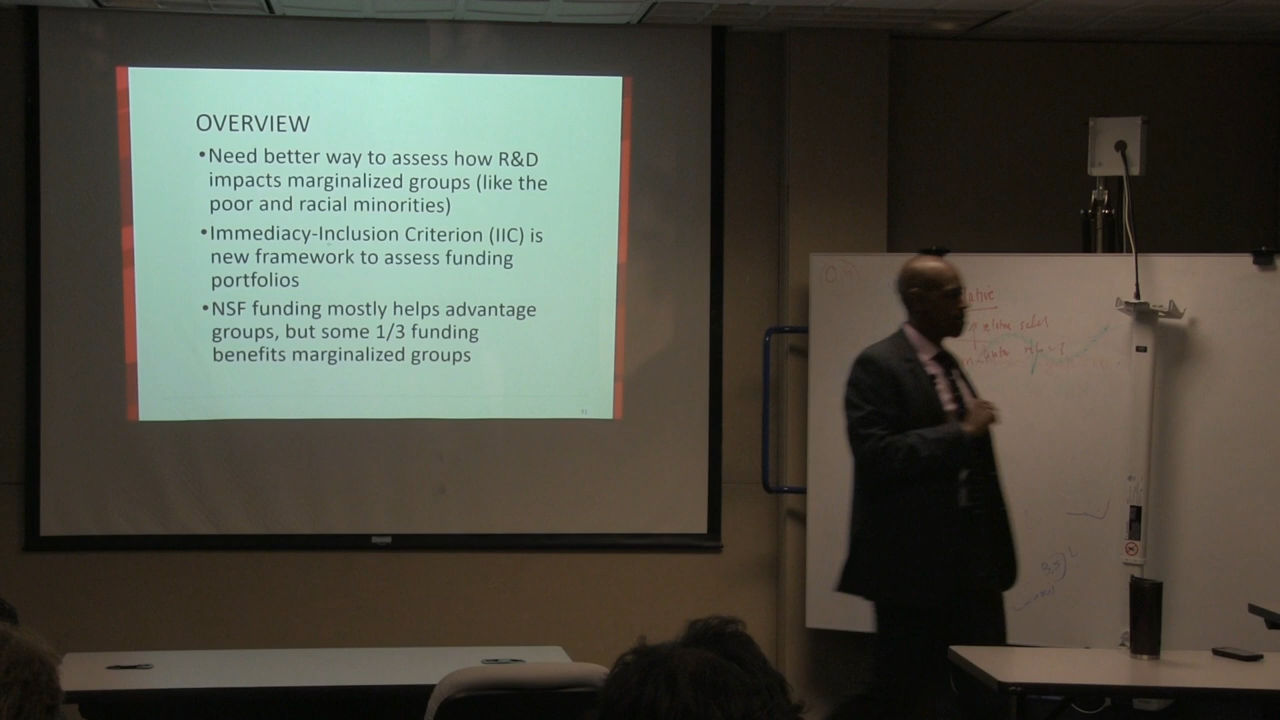 OVERVIEW
•Need better way to assess how R&D
impacts marginalized groups (like the
poor and racial minorities)
•Immediacy-Inclusion Criterion (IIC) is
new framework to assess funding
portfolios
•NSF funding mostly helps advantage
groups, but some 1/3 funding
benefits marginalized groups